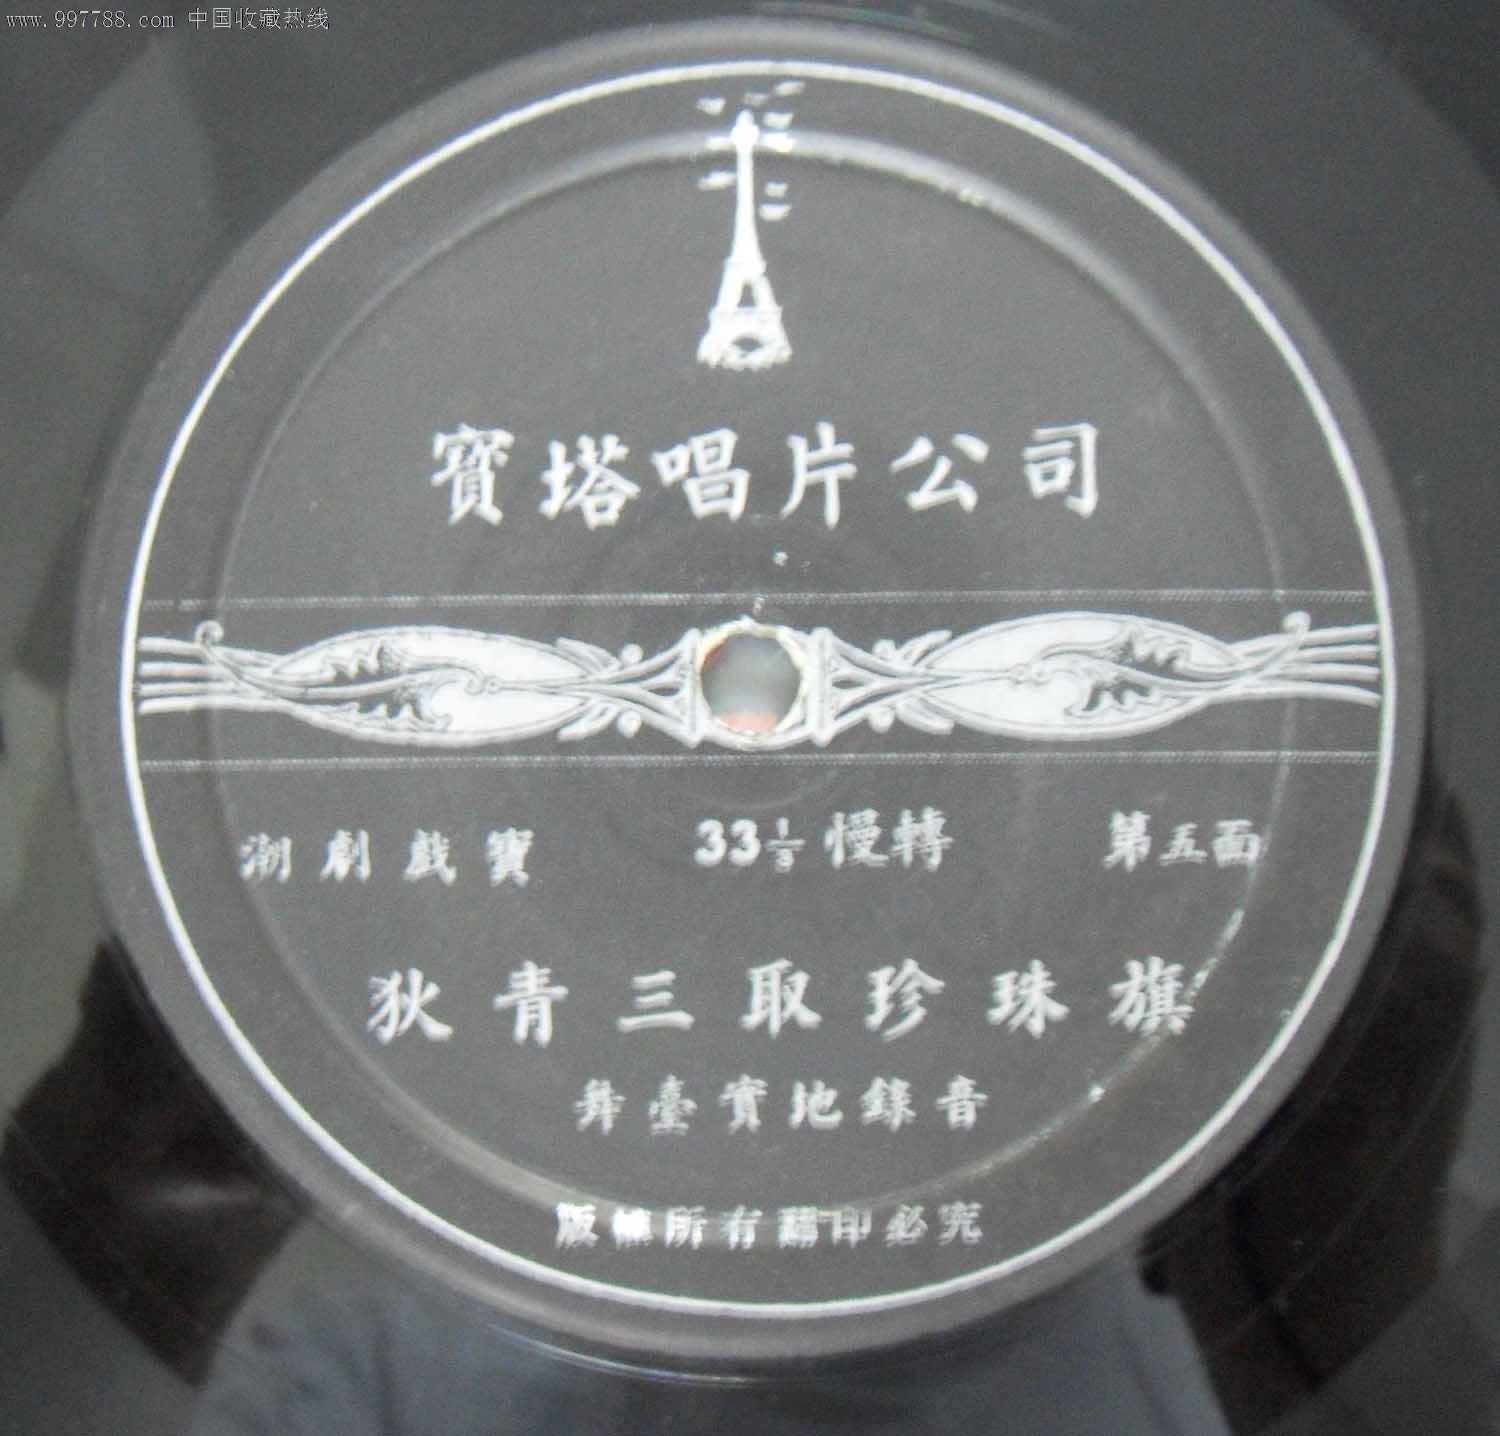 www.997788.com 中国收藏热线
寶塔唱片公司
潮劇戲寶 33⅓ 慢轉 第五面
狄青三取珍珠旗
舞臺實地錄音
版權所有翻印必究